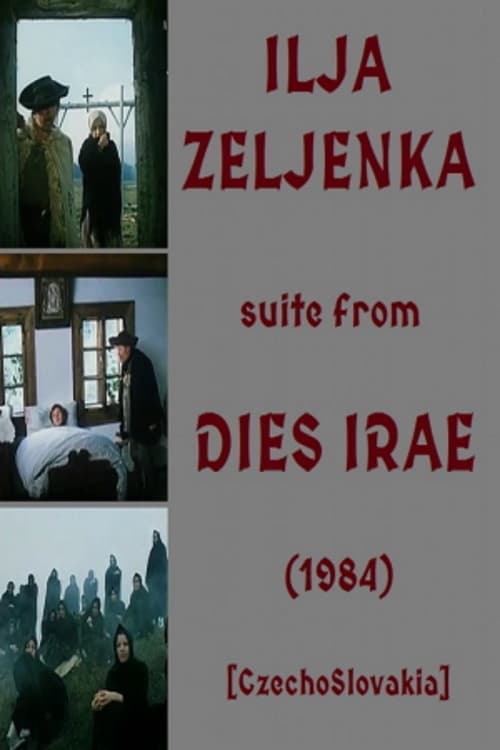 ILJA
ZELJENKA
suite from
DIES IRAE
(1984)
[CzechoSlovakia]